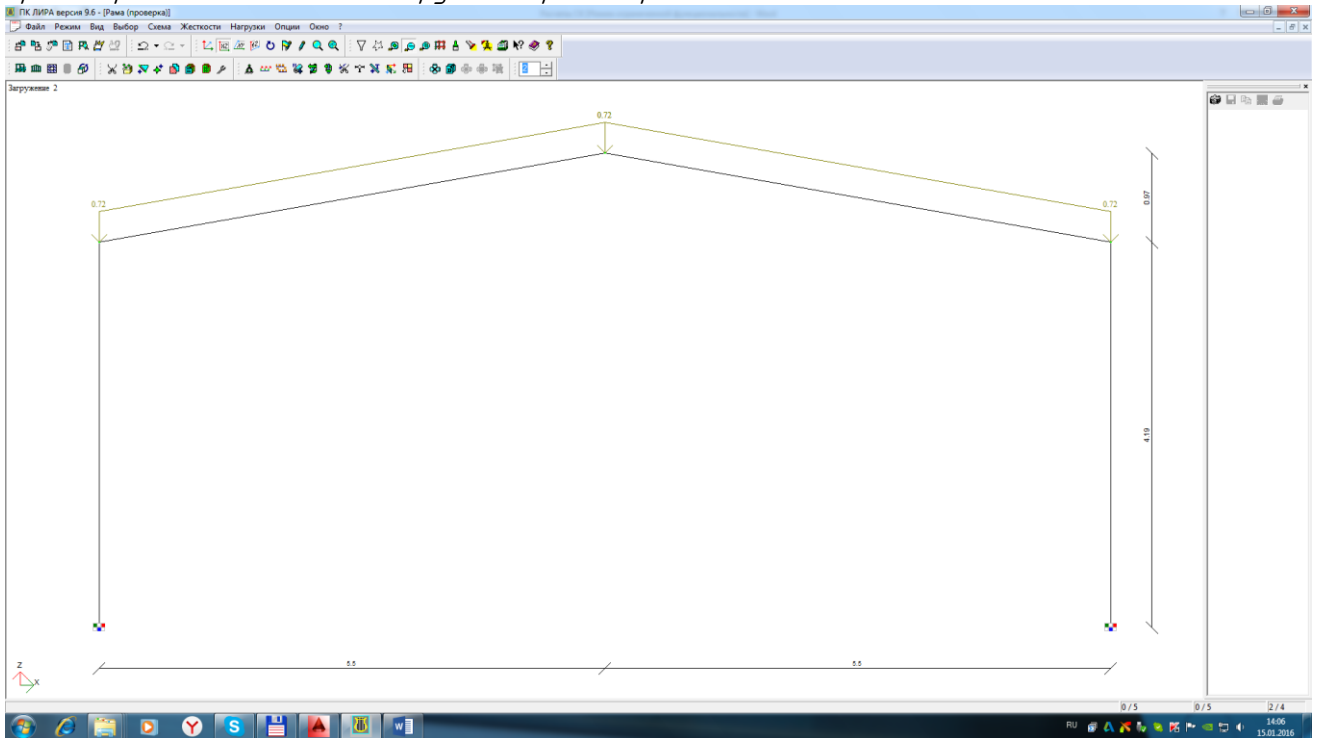 ПК ЛИРА версия 9.6 - [Рама (проверка)]
Файл Режим Вид Выбор Схема Жесткости Нагрузки Опции Окно ?
2
Загружение 2
0.72
0.72
0.72
0.97
4.19
5.5
5.5
Z
X
0 / 5 0 / 5 2 / 4
RU
14:06
15.01.2016